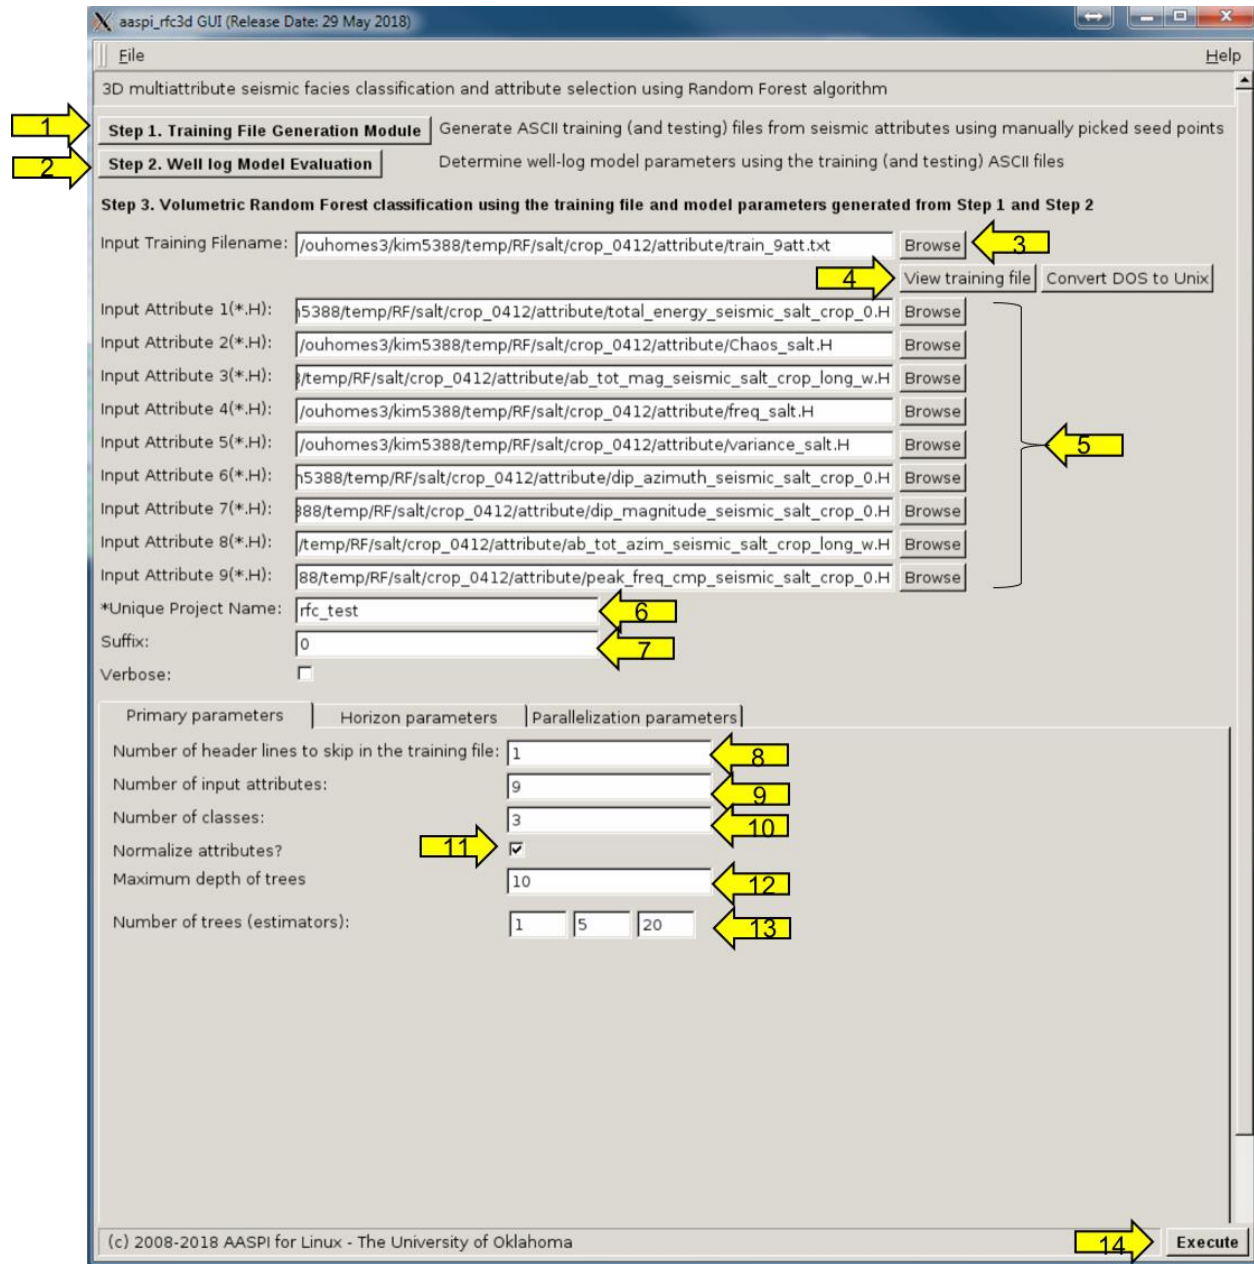 aaspi_rfc3d GUI (Release Date: 29 May 2018)
File Help
3D multiattribute seismic facies classification and attribute selection using Random Forest algorithm
1 Step 1. Training File Generation Module Generate ASCII training (and testing) files from seismic attributes using manually picked seed points
2 Step 2. Well log Model Evaluation Determine well-log model parameters using the training (and testing) ASCII files
Step 3. Volumetric Random Forest classification using the training file and model parameters generated from Step 1 and Step 2
Input Training Filename: /ouhomes3/kim5388/temp/RF/salt/crop_0412/attribute/train_9att.txt Browse 3
4 View training file Convert DOS to Unix
Input Attribute 1(*.H): n5388/temp/RF/salt/crop_0412/attribute/total_energy_seismic_salt_crop_0.H Browse
Input Attribute 2(*.H): /ouhomes3/kim5388/temp/RF/salt/crop_0412/attribute/Chaos_salt.H Browse
Input Attribute 3(*.H): 3/temp/RF/salt/crop_0412/attribute/ab_tot_mag_seismic_salt_crop_long_w.H Browse
Input Attribute 4(*.H): /ouhomes3/kim5388/temp/RF/salt/crop_0412/attribute/freq_salt.H Browse
Input Attribute 5(*.H): /ouhomes3/kim5388/temp/RF/salt/crop_0412/attribute/variance_salt.H Browse 5
Input Attribute 6(*.H): n5388/temp/RF/salt/crop_0412/attribute/dip_azimuth_seismic_salt_crop_0.H Browse
Input Attribute 7(*.H): 388/temp/RF/salt/crop_0412/attribute/dip_magnitude_seismic_salt_crop_0.H Browse
Input Attribute 8(*.H): /temp/RF/salt/crop_0412/attribute/ab_tot_azim_seismic_salt_crop_long_w.H Browse
Input Attribute 9(*.H): 88/temp/RF/salt/crop_0412/attribute/peak_freq_cmp_seismic_salt_crop_0.H Browse
*Unique Project Name: rfc_test 6
Suffix: 0 7
Verbose:
Primary parameters Horizon parameters Parallelization parameters
Number of header lines to skip in the training file: 1 8
Number of input attributes: 9 9
Number of classes: 3 10
Normalize attributes? 11
Maximum depth of trees 10 12
Number of trees (estimators): 1 5 20 13
(c) 2008-2018 AASPI for Linux - The University of Oklahoma 14 Execute